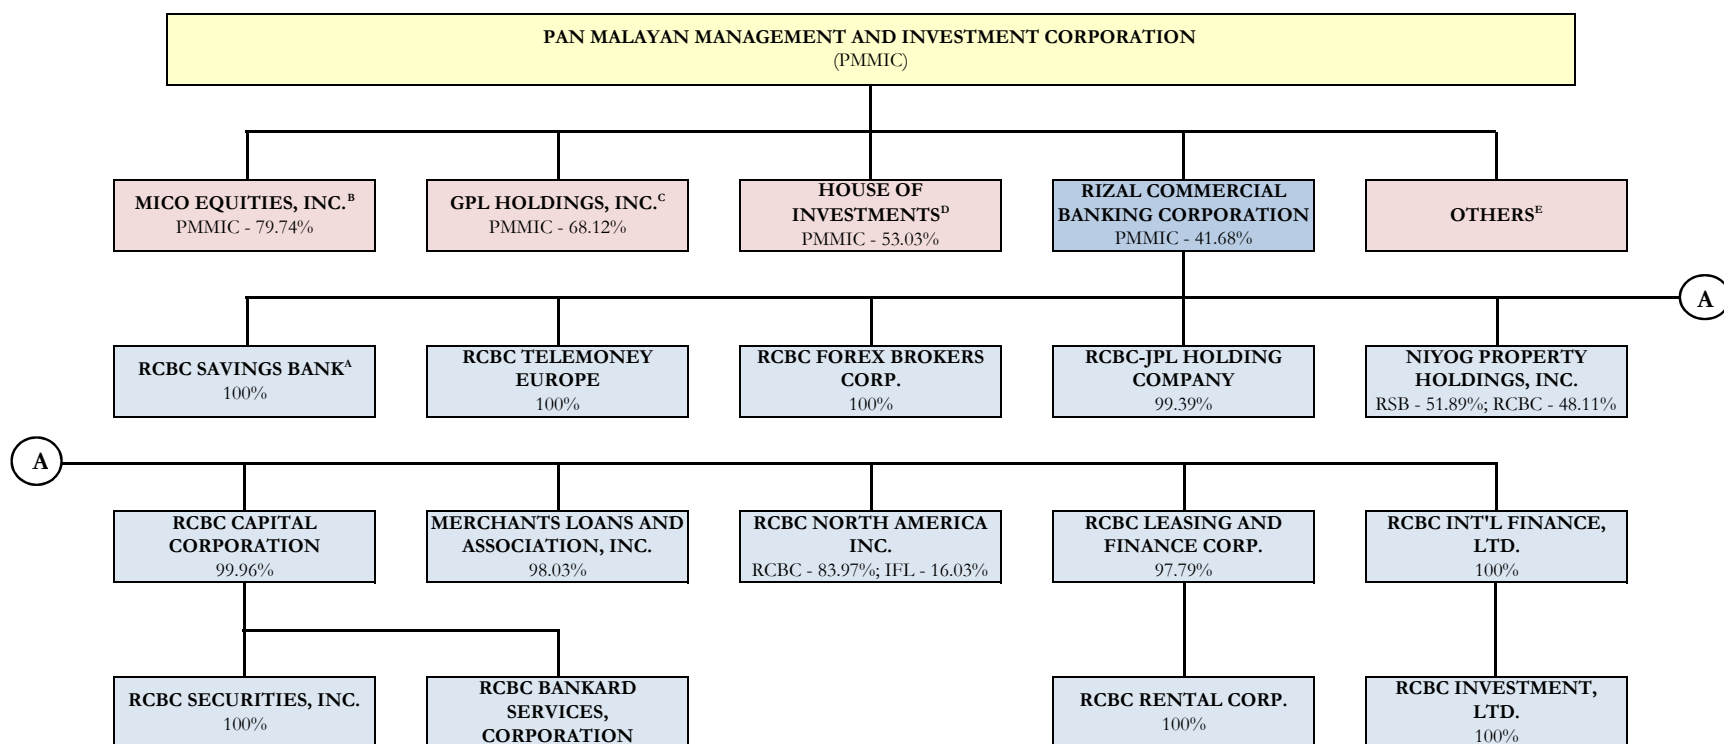 PAN MALAYAN MANAGEMENT AND INVESTMENT CORPORATION
(PMMIC)
MICO EQUITIES, INC.B
PMMIC - 79.74%
GPL HOLDINGS, INC.C
PMMIC - 68.12%
HOUSE OF
INVESTMENTSD
PMMIC - 53.03%
RIZAL COMMERCIAL
BANKING CORPORATION
PMMIC - 41.68%
OTHERSE
A
RCBC SAVINGS BANKA
100%
RCBC TELEMONEY
EUROPE
100%
RCBC FOREX BROKERS
CORP.
100%
RCBC-JPL HOLDING
COMPANY
99.39%
NIYOG PROPERTY
HOLDINGS, INC.
RSB - 51.89%; RCBC - 48.11%
A
RCBC CAPITAL
CORPORATION
99.96%
MERCHANTS LOANS AND
ASSOCIATION, INC.
98.03%
RCBC NORTH AMERICA
INC.
RCBC - 83.97%; IFL - 16.03%
RCBC LEASING AND
FINANCE CORP.
97.79%
RCBC INT'L FINANCE,
LTD.
100%
RCBC SECURITIES, INC.
100%
RCBC BANKARD
SERVICES,
CORPORATION
RCBC RENTAL CORP.
100%
RCBC INVESTMENT,
LTD.
100%